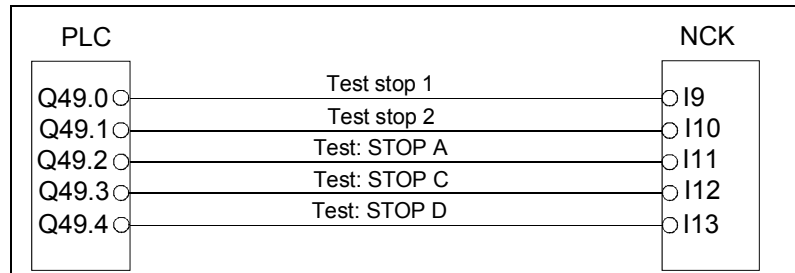 PLC NCK
Test stop 1
Q49.0 I9
Test stop 2
Q49.1 I10
Test: STOP A
Q49.2 I11
Test: STOP C
Q49.3 I12
Test: STOP D
Q49.4 I13